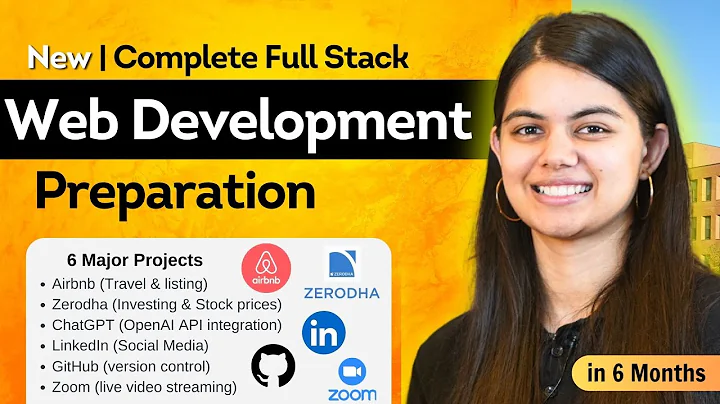 New | Complete Full Stack
Web Development
Preparation
6 Major Projects
• Airbnb (Travel & listing)
• Zerodha (Investing & Stock prices)
• ChatGPT (OpenAI API integration)
• LinkedIn (Social Media)
• GitHub (version control)
• Zoom (live video streaming)
airbnb
ZERODHA
ZERODHA
in
zoom
in 6 Months